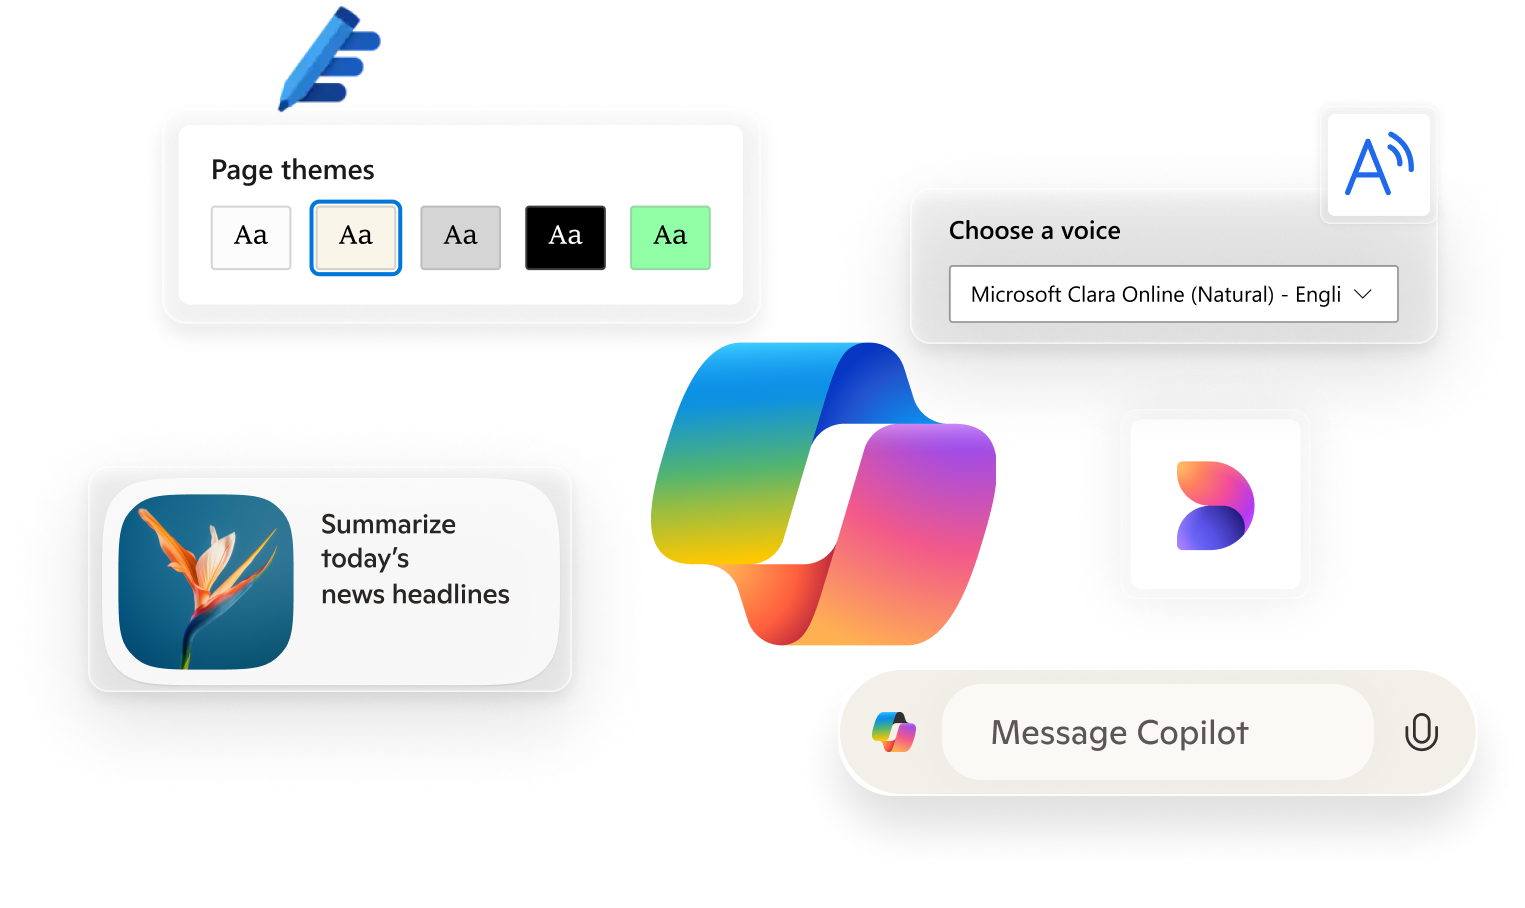 Page themes
Aa Aa Aa Aa Aa
Choose a voice
Microsoft Clara Online (Natural) - Engli
Summarize
today’s
news headlines
Message Copilot